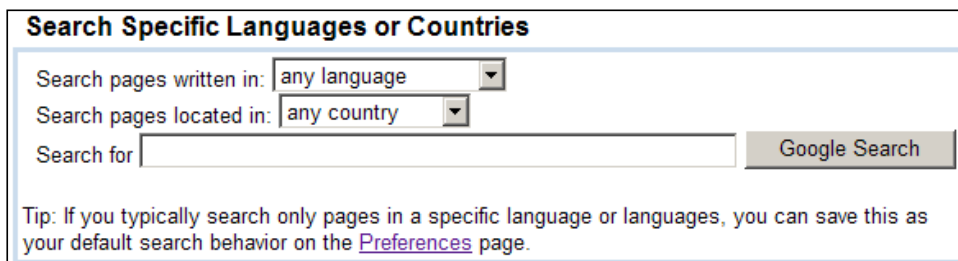 Search Specific Languages or Countries
Search pages written in: any language
Search pages located in: any country
Search for Google Search
Tip: If you typically search only pages in a specific language or languages, you can save this as
your default search behavior on the Preferences page.